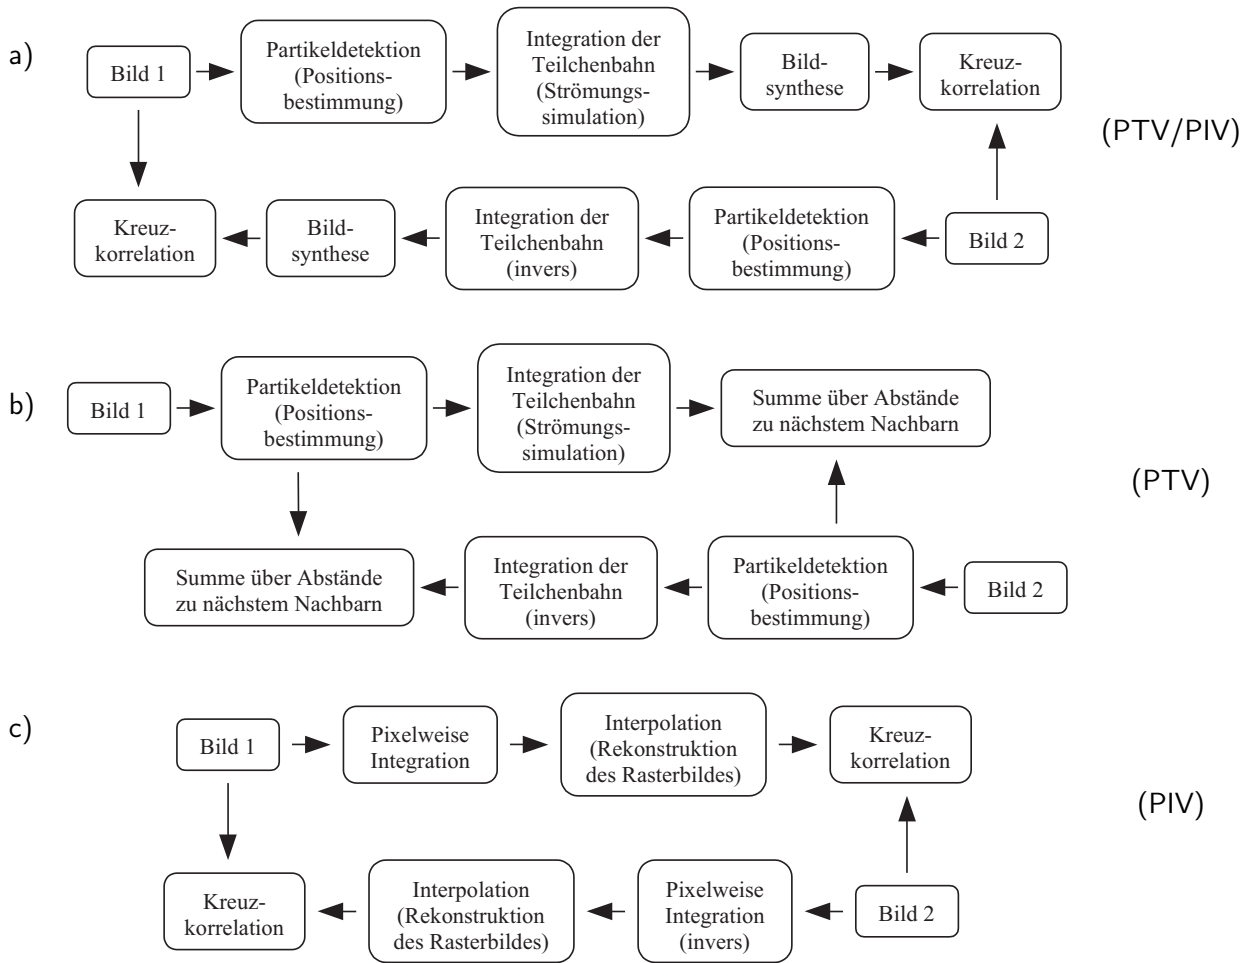 a)
Bild 1
Partikeldetektion
(Positions-
bestimmung)
Integration der
Teilchenbahn
(Strömungs-
simulation)
Bild-
synthese
Kreuz-
korrelation
(PTV/PIV)
Kreuz-
korrelation
Bild-
synthese
Integration der
Teilchenbahn
(invers)
Partikeldetektion
(Positions-
bestimmung)
Bild 2
b)
Bild 1
Partikeldetektion
(Positions-
bestimmung)
Integration der
Teilchenbahn
(Strömungs-
simulation)
Summe über Abstände
zu nächstem Nachbarn
(PTV)
Summe über Abstände
zu nächstem Nachbarn
Integration der
Teilchenbahn
(invers)
Partikeldetektion
(Positions-
bestimmung)
Bild 2
c)
Bild 1
Pixelweise
Integration
Interpolation
(Rekonstruktion
des Rasterbildes)
Kreuz-
korrelation
(PIV)
Kreuz-
korrelation
Interpolation
(Rekonstruktion
des Rasterbildes)
Pixelweise
Integration
(invers)
Bild 2